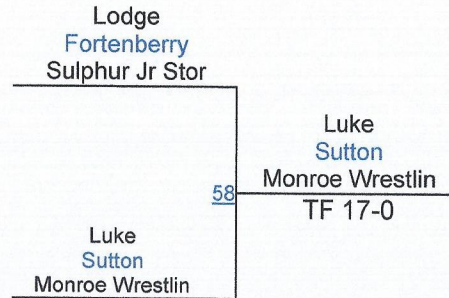 Lodge
Fortenberry
Sulphur Jr Stor
Luke
Sutton
Monroe Wrestlin
58
TF 17-0
Luke
Sutton
Monroe Wrestlin